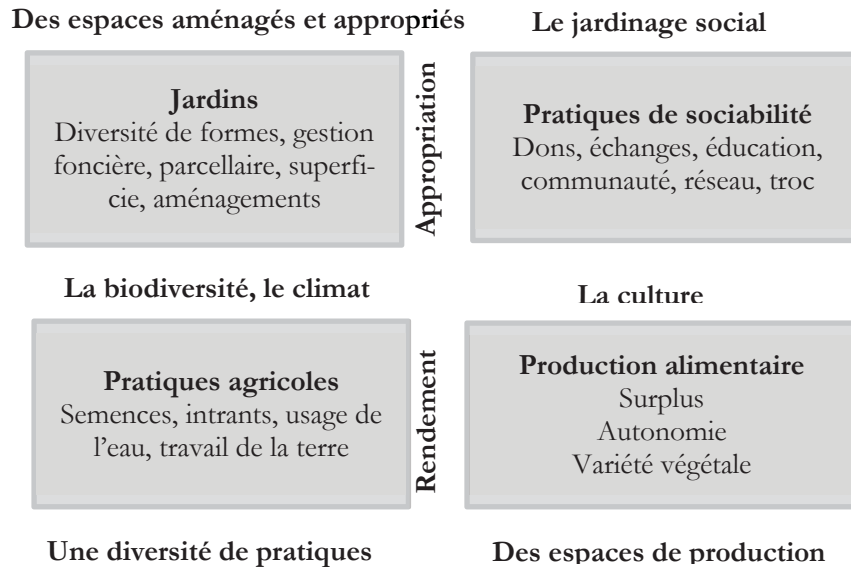 Des espaces aménagés et appropriés
Le jardinage social
Jardins
Diversité de formes, gestion
foncière, parcellaire, superfi-
cie, aménagements
Appropriation
Pratiques de sociabilité
Dons, échanges, éducation,
communauté, réseau, troc
La biodiversité, le climat
La culture
Pratiques agricoles
Semences, intrants, usage de
l’eau, travail de la terre
Rendement
Production alimentaire
Surplus
Autonomie
Variété végétale
Une diversité de pratiques
Des espaces de production